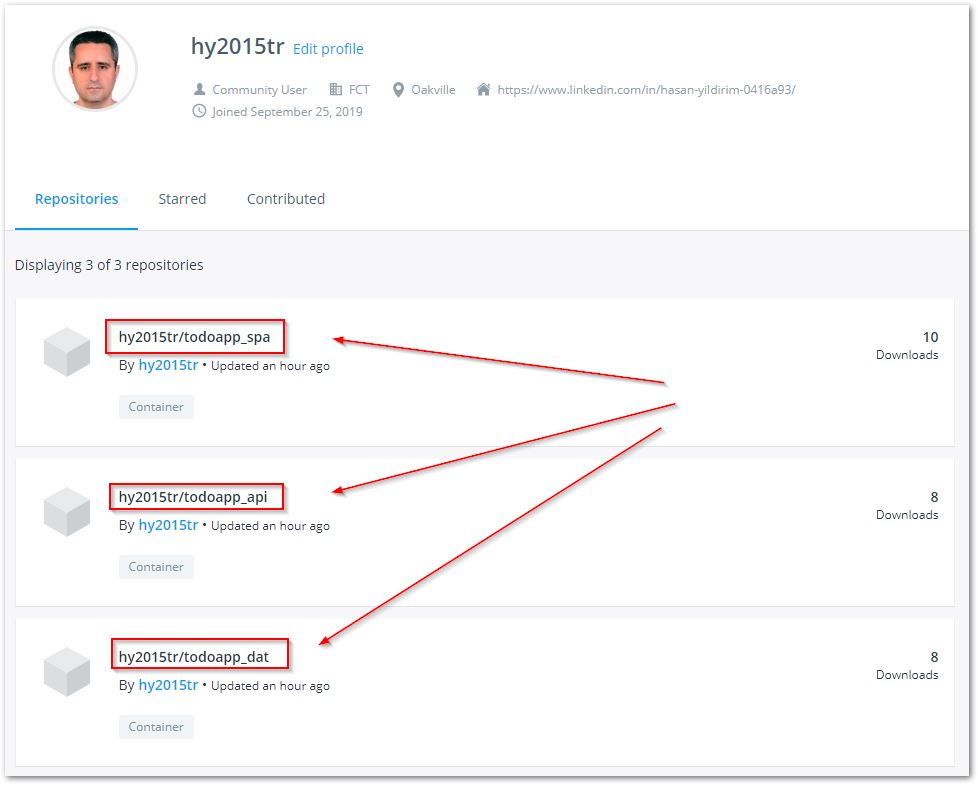 hy2015tr Edit profile
Community User FCT Oakville https://www.linkedin.com/in/hasan-yildirim-0416a93/
Joined September 25, 2019
Repositories Starred Contributed
Displaying 3 of 3 repositories
hy2015tr/todoapp_spa 10
By hy2015tr • Updated an hour ago Downloads
Container
hy2015tr/todoapp_api 8
By hy2015tr • Updated an hour ago Downloads
Container
hy2015tr/todoapp_dat 8
By hy2015tr • Updated an hour ago Downloads
Container